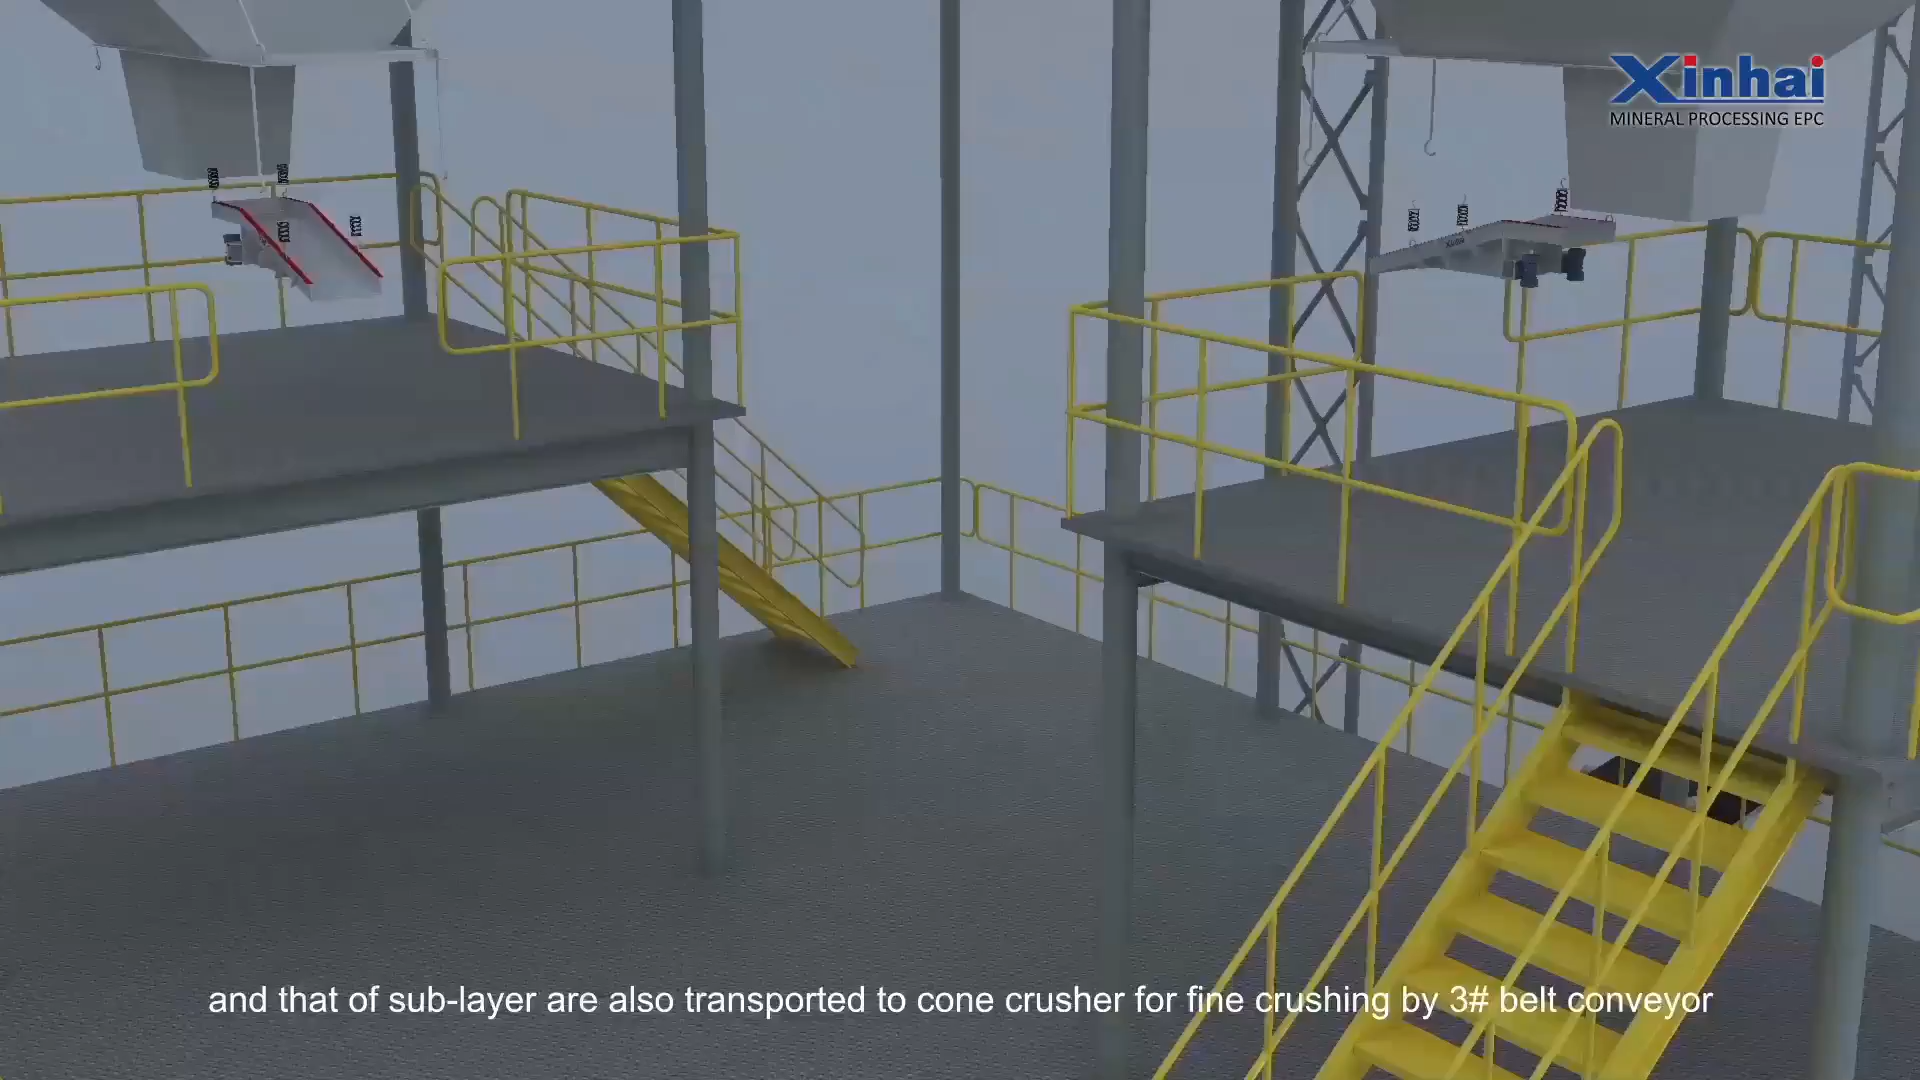 Xinhai
MINERAL PROCESSING EPC
and that of sub-layer are also transported to cone crusher for fine crushing by 3# belt conveyor